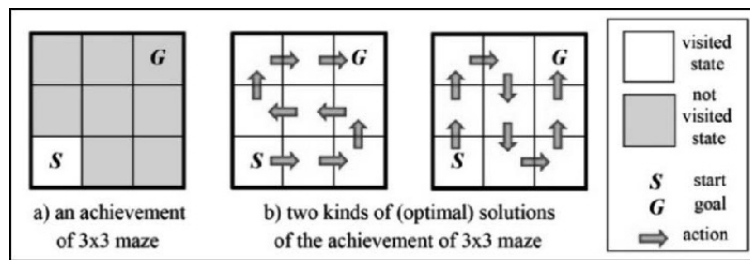 G
S
a) an achievement
of 3x3 maze
G
S
G
S
b) two kinds of (optimal) solutions
of the achievement of 3x3 maze
visited
state
not
visited
state
S start
G goal
action